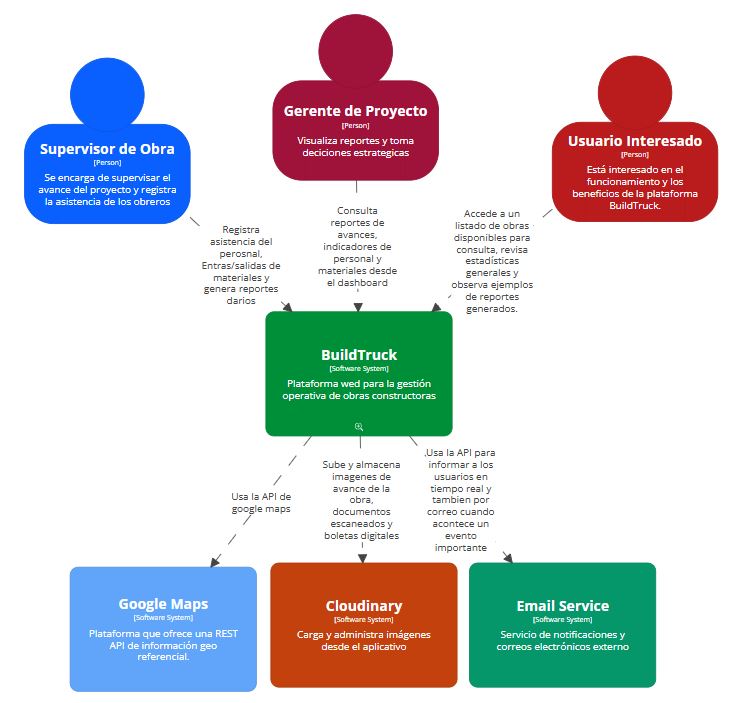 Gerente de Proyecto
[Person]
Visualiza reportes y toma
decisiones estrategicas
Supervisor de Obra
[Person]
Se encarga de supervisar el
avance del proyecto y registra
la asistencia de los obreros
Usuario Interesado
[Person]
Está interesado en el
funcionamiento y los
beneficios de la plataforma
BuildTruck.
Registra
asistencia del
perosnal,
Entras/salidas de
materiales y
genera reportes
darios
Consulta
reportes de
avances,
indicadores de
personal y
materiales desde
el dashboard
Accede a un
listado de obras
disponibles para
consulta, revisa
estadísticas
generales y
observa ejemplos
de reportes
generados.
BuildTruck
[Software System]
Plataforma wed para la gestión
operativa de obras constructoras
Usa la API de
google maps
Sube y almacena
imagenes de
avance de la
obra,
documentos
escaneados y
boletas digitales
Usa la API para
informar a los
usuarios en
tiempo real y
tambien por
correo cuando
acontece un
evento
importante
Google Maps
[Software System]
Plataforma que ofrece una REST
API de información geo
referencial.
Cloudinary
[Software System]
Carga y administra imágenes
desde el aplicativo
Email Service
[Software System]
Servicio de notificaciones y
correos electrónicos externo